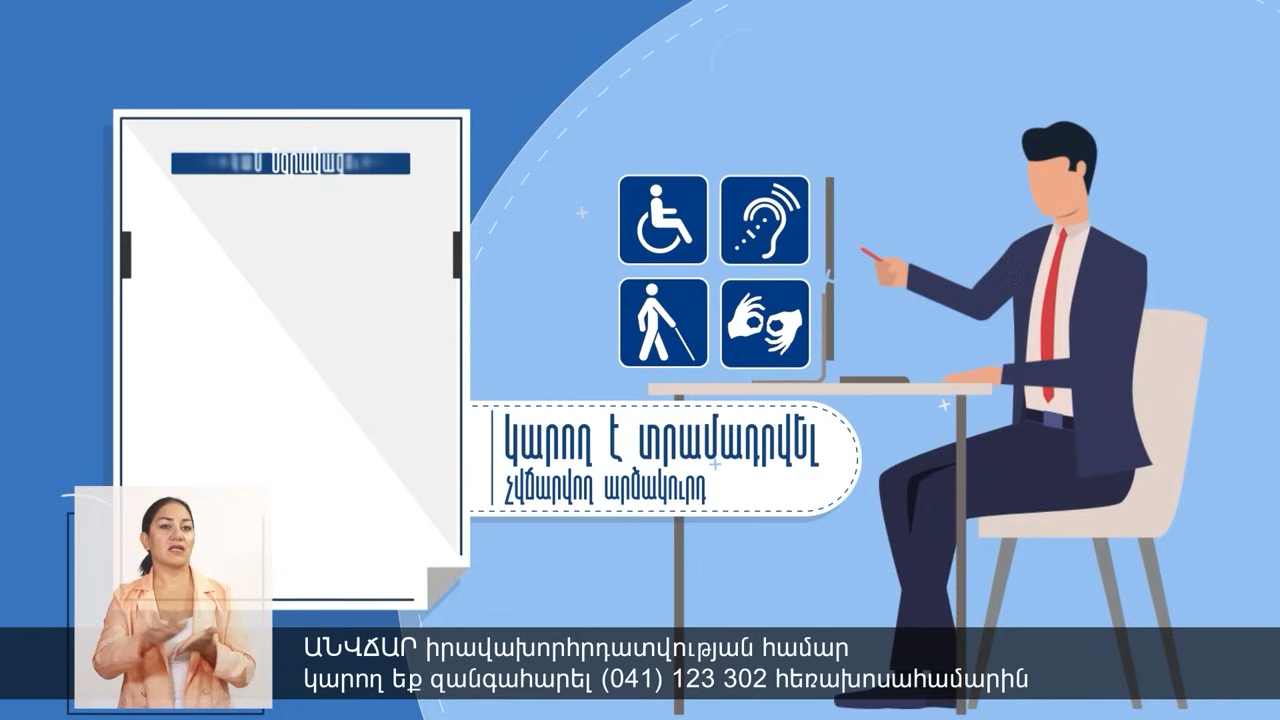 կարող է տրամադրվել
չվճարվող արձակուրդ
ԱՆՎՃԱՐ իրավախորհրդատվության համար
կարող եք զանգահարել (041) 123 302 հեռախոսահամարին